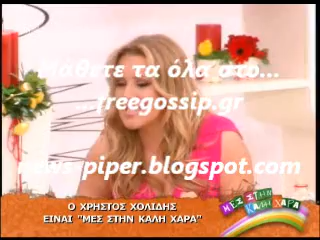 Μάθετε τα όλα στο...
...freegossip.gr
news-piper.blogspot.com
Ο ΧΡΗΣΤΟΣ ΧΟΛΙΔΗΣ
ΕΙΝΑΙ "ΜΕΣ ΣΤΗΝ ΚΑΛΗ ΧΑΡΑ"
ΜΕΣ ΣΤΗΝ
ΚΑΛΗ ΧΑΡΑ